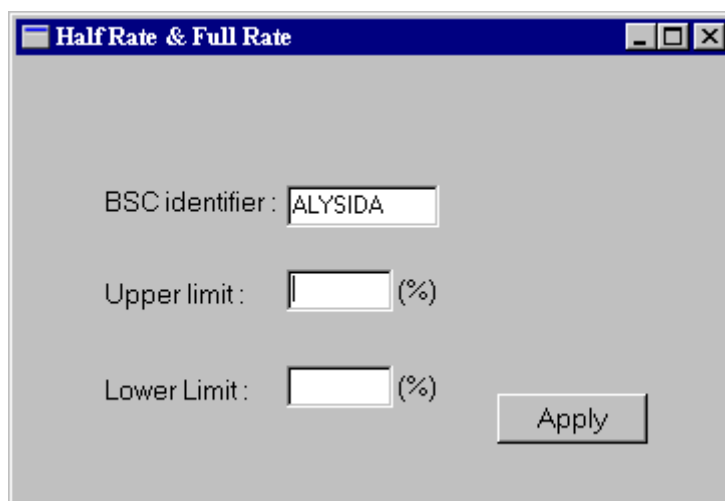 Half Rate & Full Rate
BSC identifier : ALYSIDA
Upper limit : (%)
Lower Limit : (%)
Apply